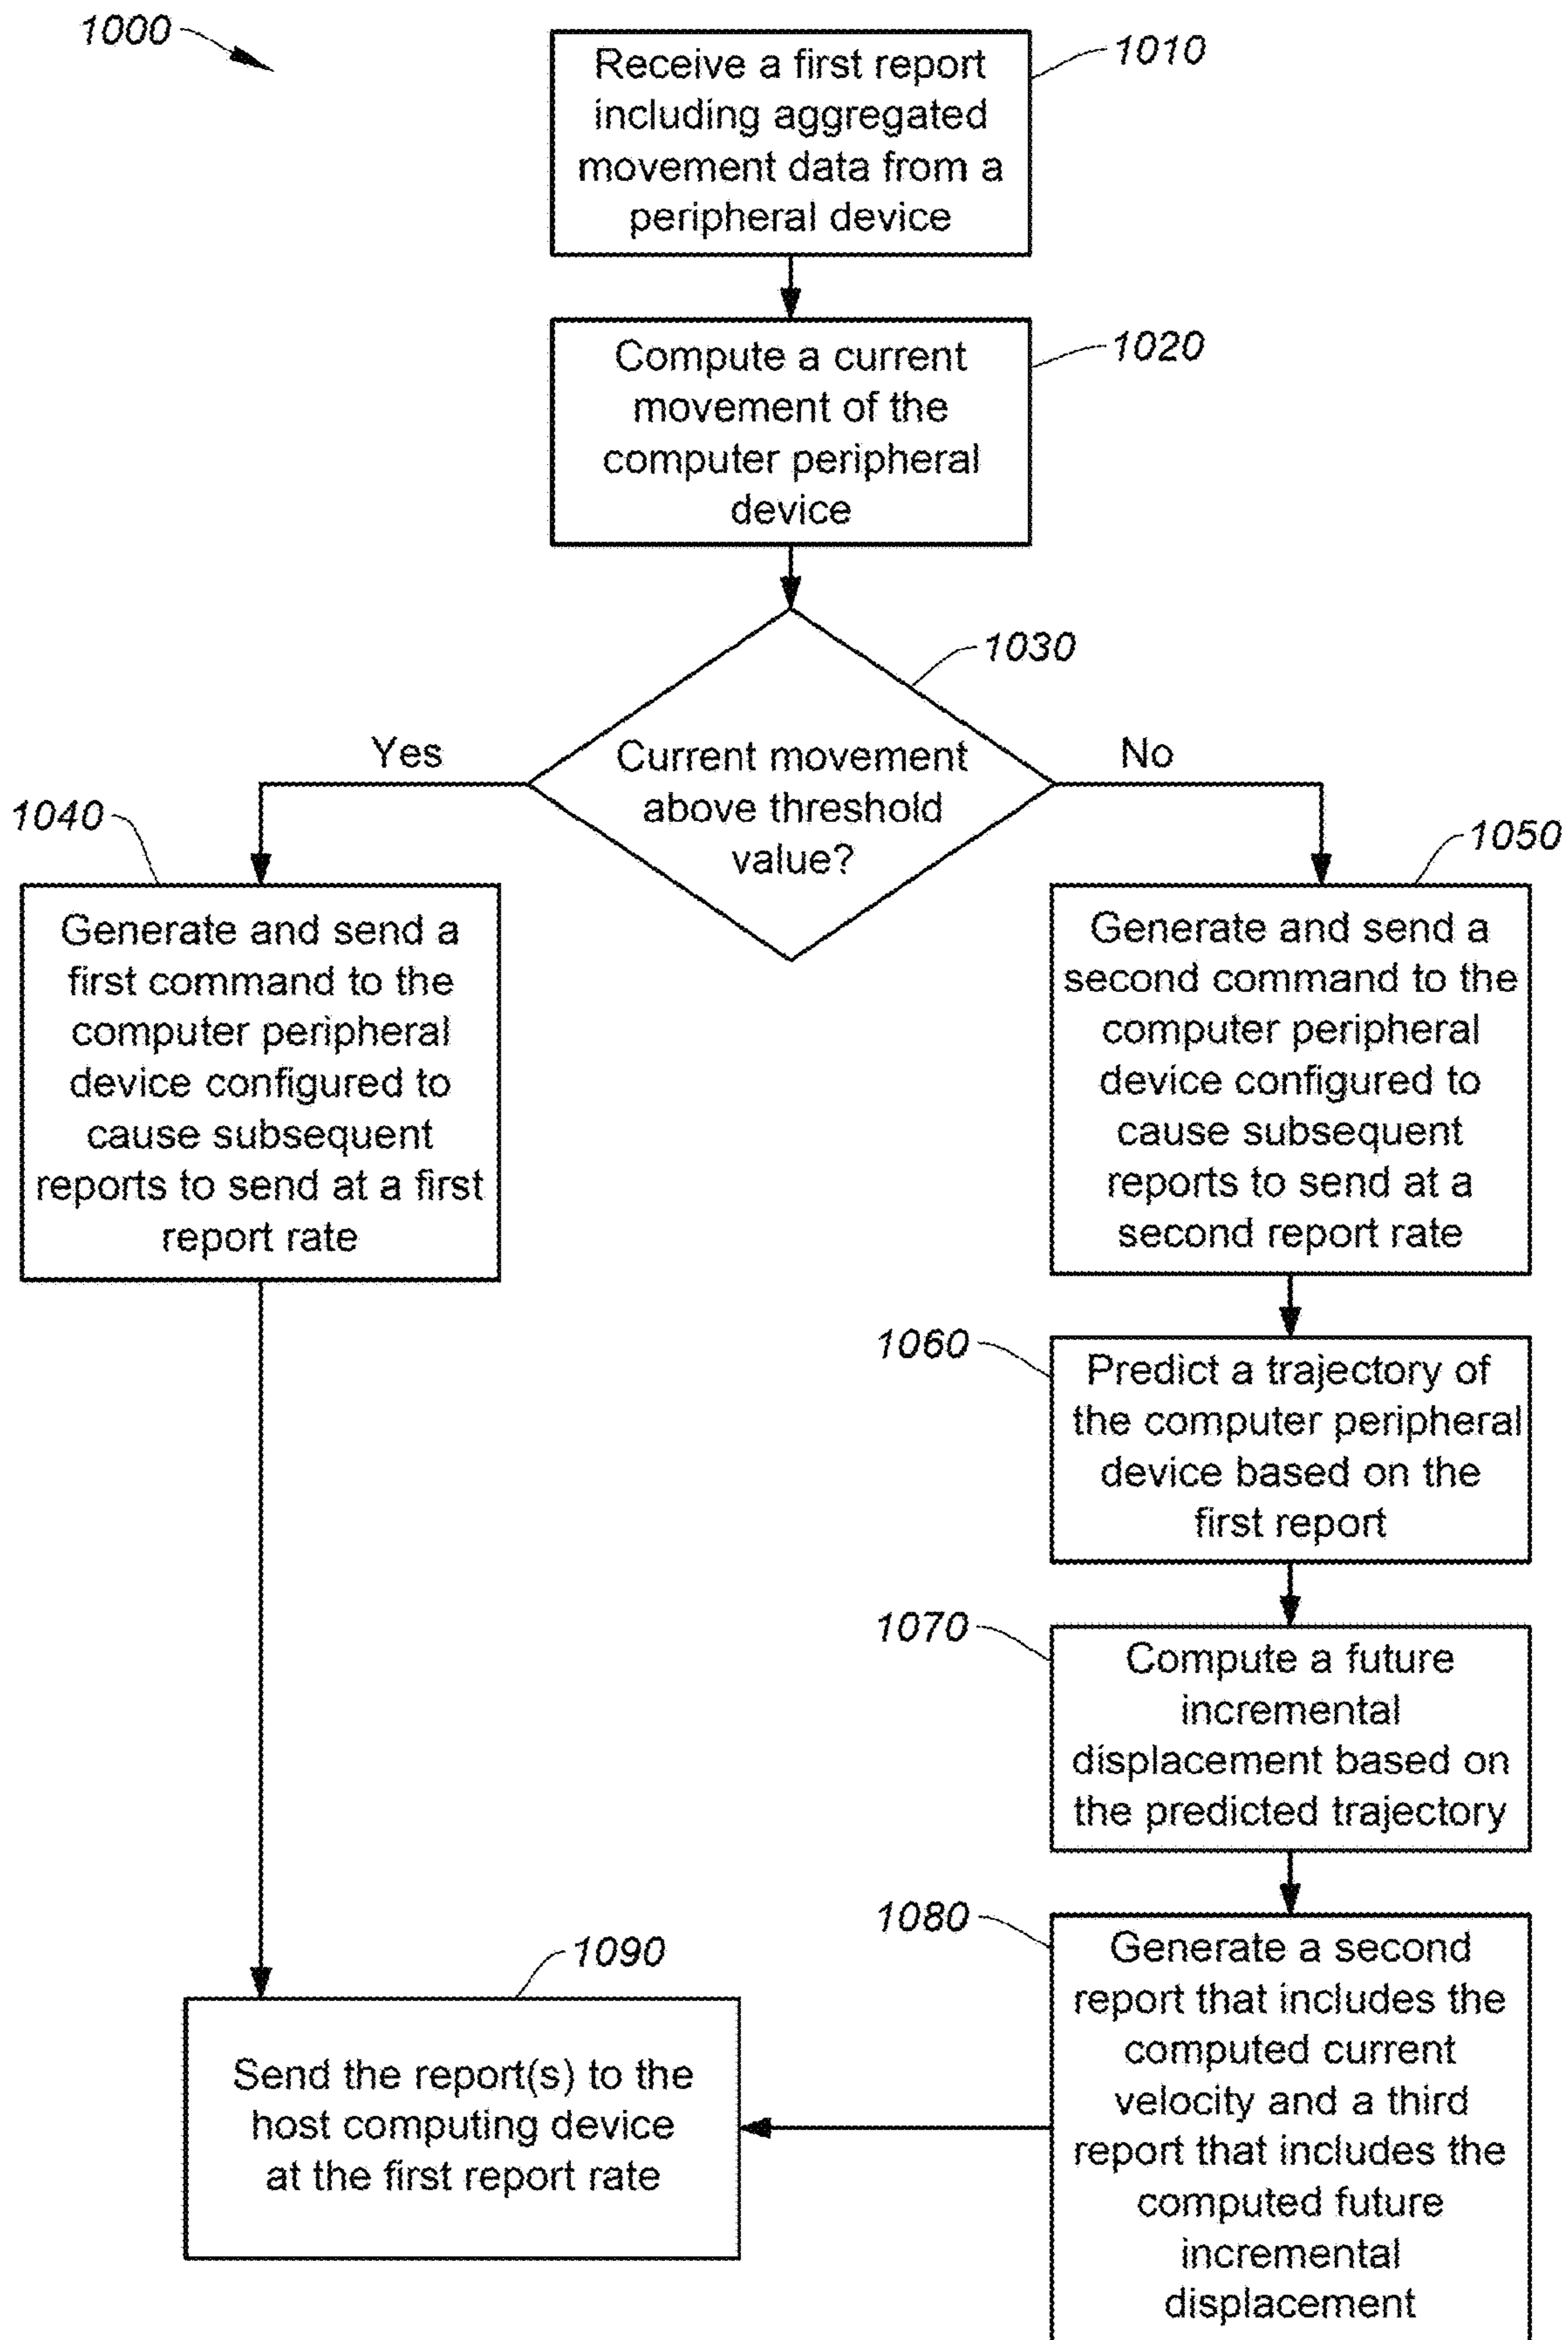 1000
Receive a first report
including aggregated
movement data from a
peripheral device
1010
Compute a current
movement of the
computer peripheral
device
1020
1030
Current movement
above threshold
value?
Yes
No
1040
Generate and send a
first command to the
computer peripheral
device configured to
cause subsequent
reports to send at a first
report rate
1050
Generate and send a
second command to the
computer peripheral
device configured to
cause subsequent
reports to send at a
second report rate
1060
Predict a trajectory of
the computer peripheral
device based on the
first report
1070
Compute a future
incremental
displacement based on
the predicted trajectory
1080
Generate a second
report that includes the
computed current
velocity and a third
report that includes the
computed future
incremental
displacement
1090
Send the report(s) to the
host computing device
at the first report rate